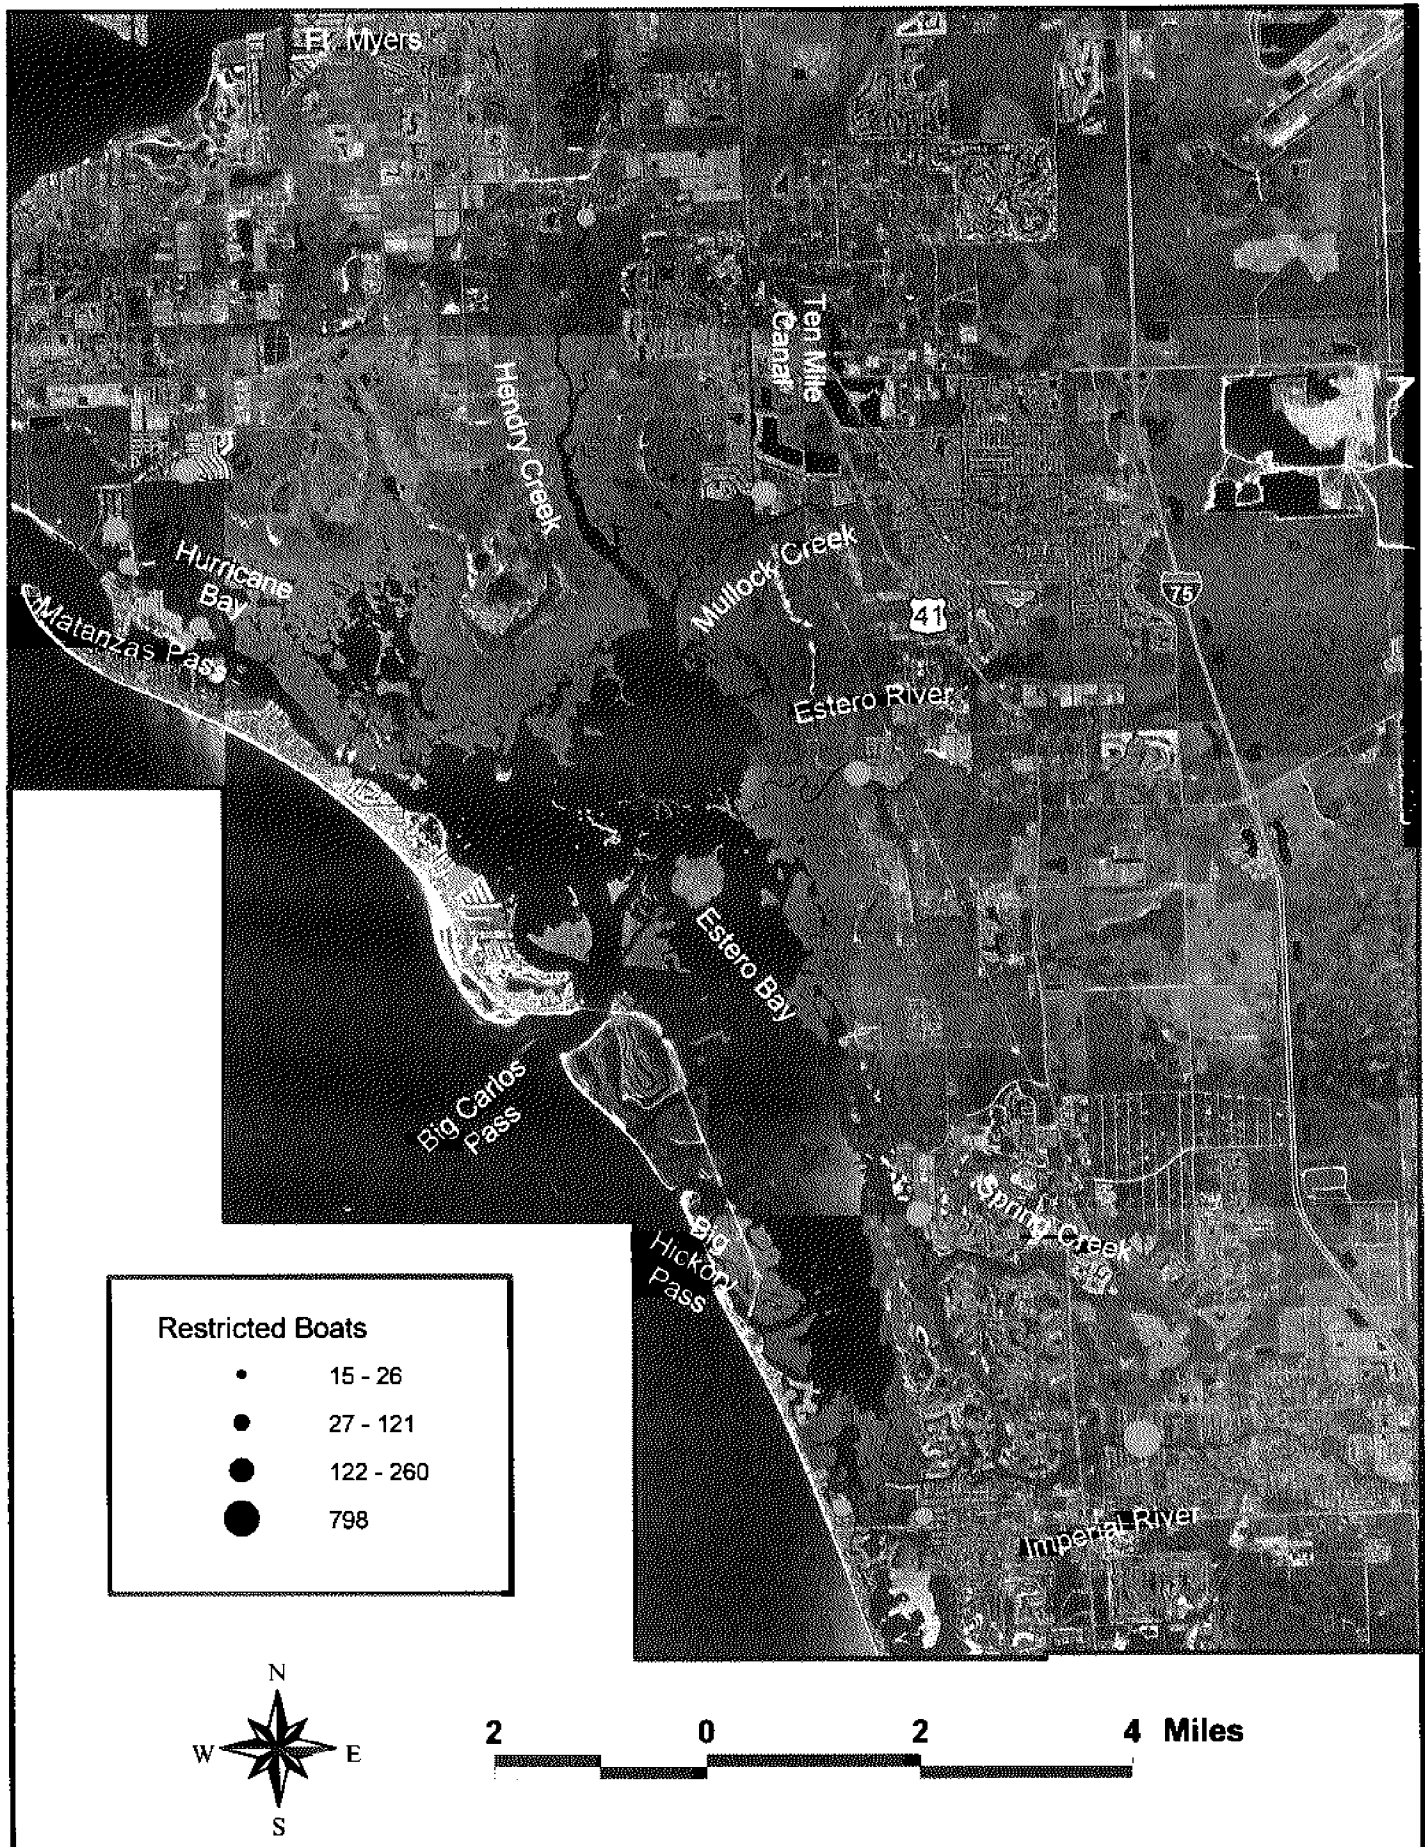 Ft. Myers
Ten Mile
Canal
Hendry Creek
Mullock Creek
Hurricane
Bay
75
41
Matanzas Pass
Estero River
Estero Bay
Big Carlos
Pass
Spring Creek
Big
Hickory
Pass
Restricted Boats
15 - 26
27 - 121
122 - 260
798
Imperial River
N
W
E
S
2 0 2 4 Miles